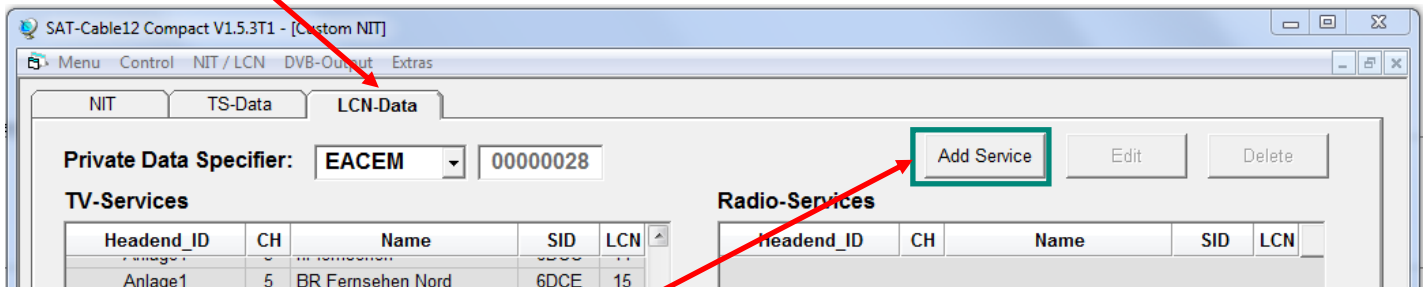 SAT-Cable12 Compact V1.5.3T1 - [Custom NIT]
Menu Control NIT / LCN DVB-Output Extras
NIT TS-Data LCN-Data
Private Data Specifier: EACEM 00000028 Add Service Edit Delete
TV-Services Radio-Services
Headend_ID CH Name SID LCN Headend_ID CH Name SID LCN
Anlage1 5 BR Fernsehen Nord 6DCE 15